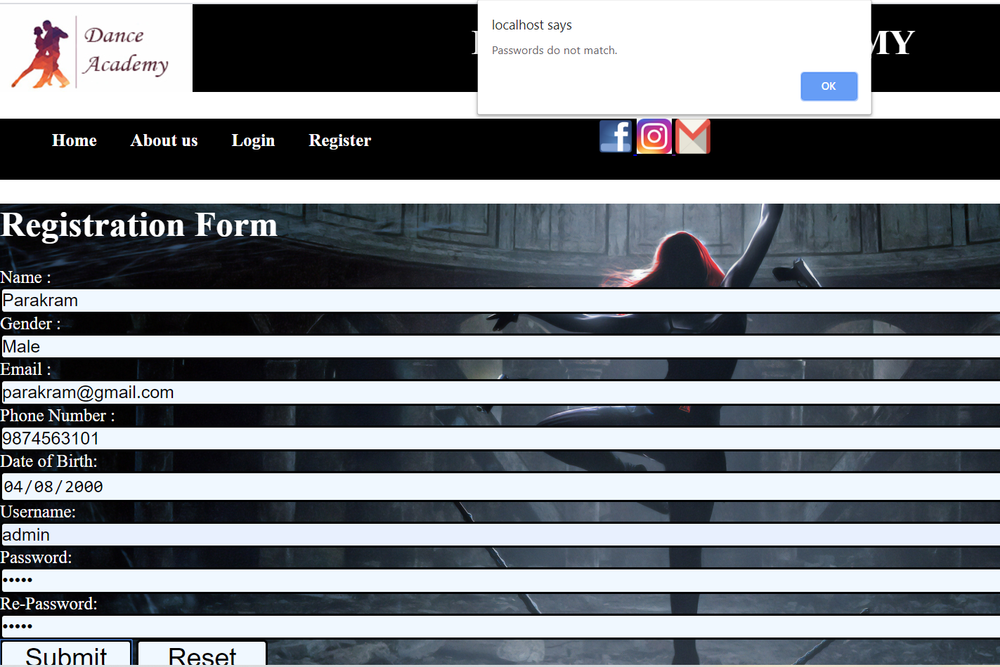 Dance
Academy
localhost says
Passwords do not match.
OK
Home About us Login Register
Registration Form
Name :
Parakram
Gender :
Male
Email :
parakram@gmail.com
Phone Number :
9874563101
Date of Birth:
04/08/2000
Username:
admin
Password:
•••••
Re-Password:
•••••
Submit Reset